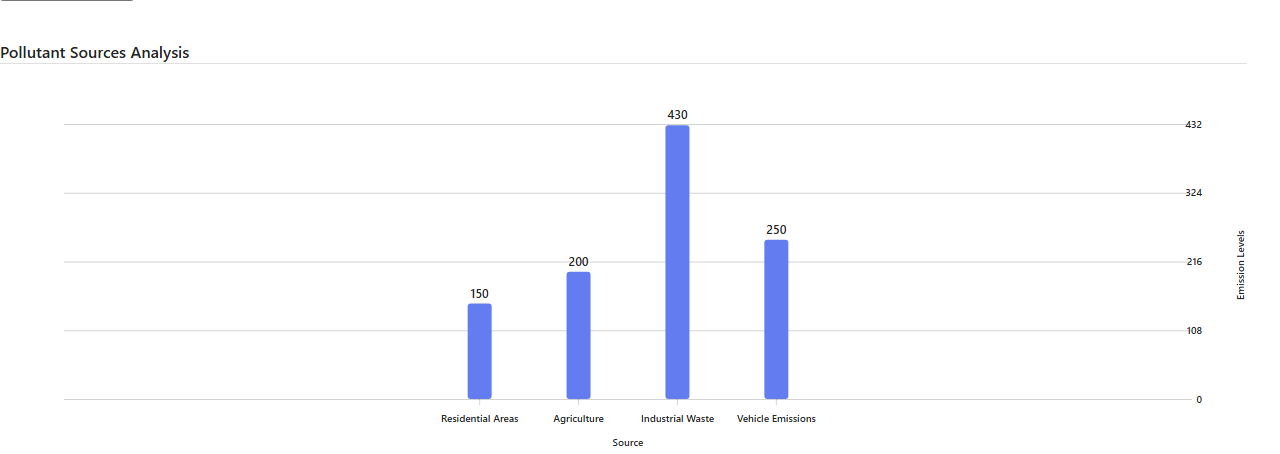 Pollutant Sources Analysis
430
432
324
250
Emission Levels
200
216
150
108
0
Residential Areas
Agriculture
Industrial Waste
Vehicle Emissions
Source